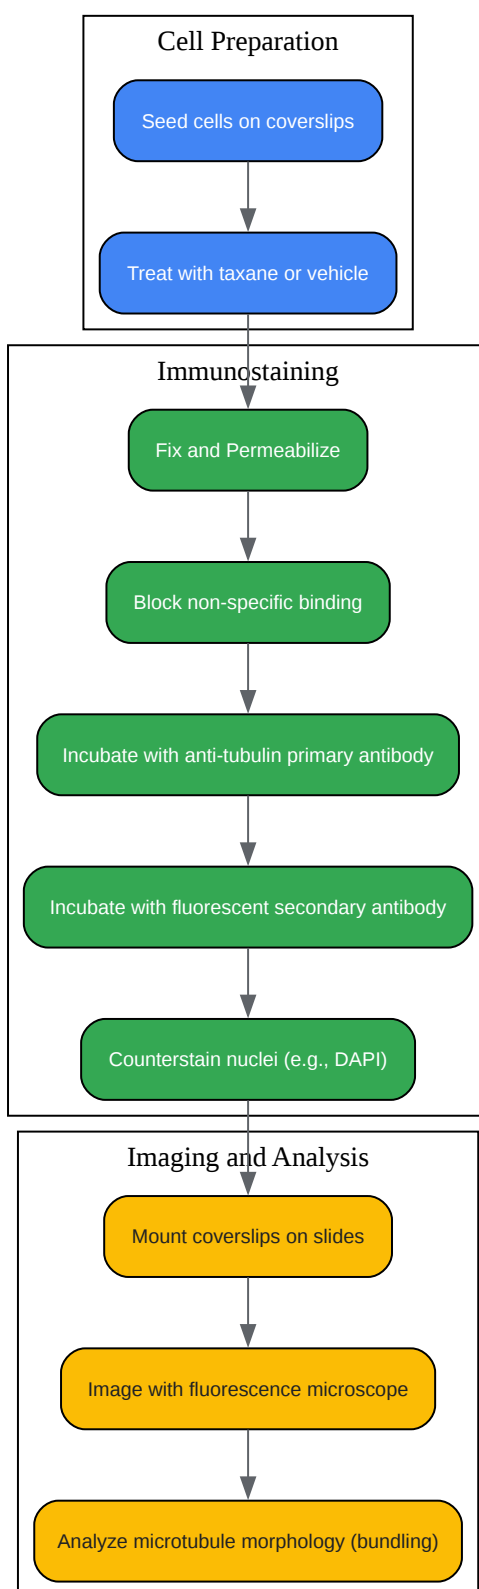 Cell Preparation
Seed cells on coverslips
Treat with taxane or vehicle
Immunostaining
Fix and Permeabilize
Block non-specific binding
Incubate with anti-tubulin primary antibody
Incubate with fluorescent secondary antibody
Counterstain nuclei (e.g., DAPI)
Imaging and Analysis
Mount coverslips on slides
Image with fluorescence microscope
Analyze microtubule morphology (bundling)